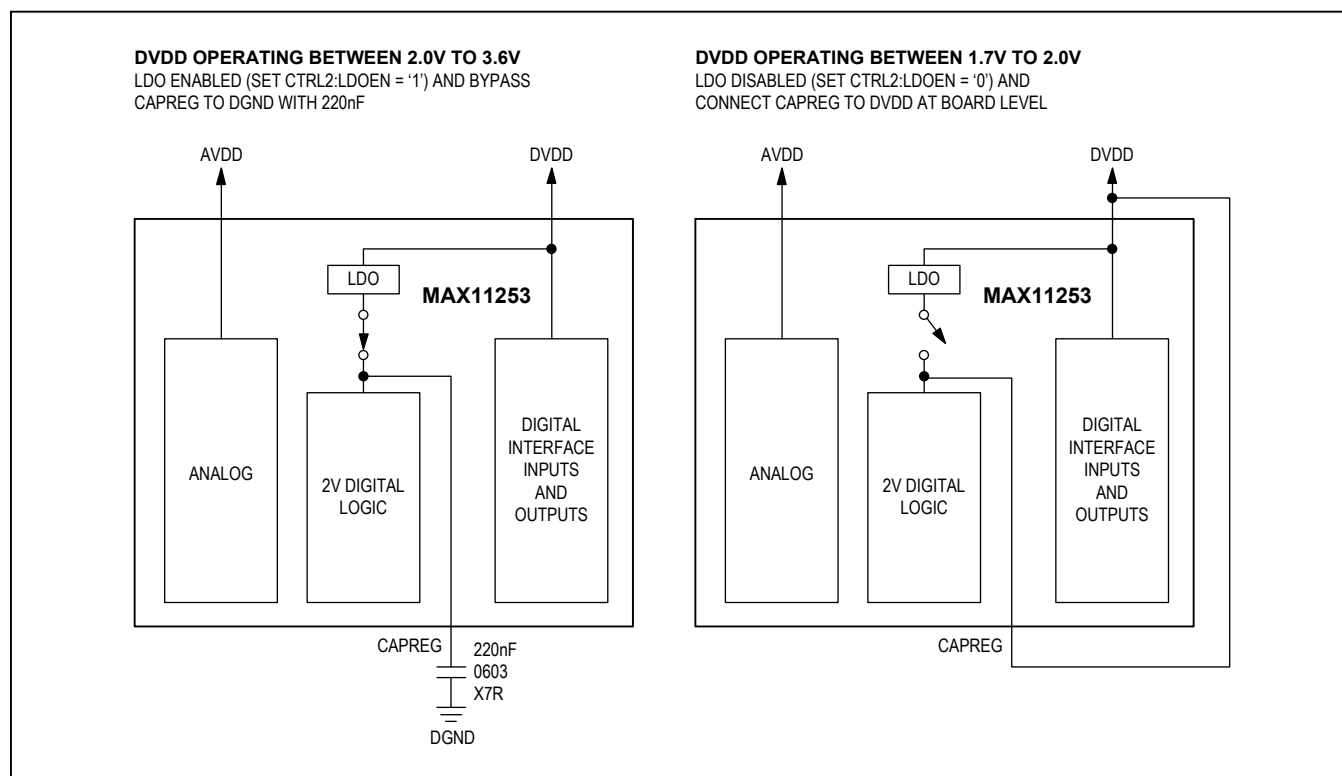 DVDD OPERATING BETWEEN 2.0V TO 3.6V
LDO ENABLED (SET CTRL2:LDOEN = ‘1’) AND BYPASS
CAPREG TO DGND WITH 220nF
AVDD
DVDD
LDO
MAX11253
ANALOG
2V DIGITAL
LOGIC
DIGITAL
INTERFACE
INPUTS
AND
OUTPUTS
CAPREG
220nF
0603
X7R
DGND
DVDD OPERATING BETWEEN 1.7V TO 2.0V
LDO DISABLED (SET CTRL2:LDOEN = ‘0’) AND
CONNECT CAPREG TO DVDD AT BOARD LEVEL
AVDD
DVDD
LDO
MAX11253
ANALOG
2V DIGITAL
LOGIC
DIGITAL
INTERFACE
INPUTS
AND
OUTPUTS
CAPREG